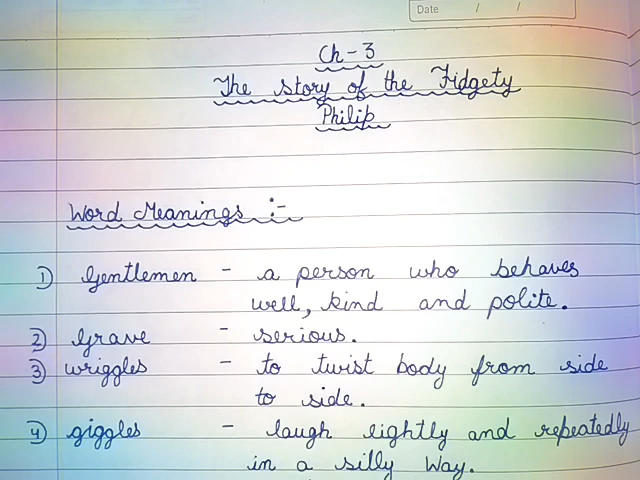 Date / /
Ch-3
The story of the Fidgety
Philip
Word Meanings :-
1) Gentlemen - a person who behaves
well, kind and polite.
2) Grave - serious.
3) wriggles - to twist body from side
to side.
4) giggles - laugh lightly and repeatedly
in a silly way.